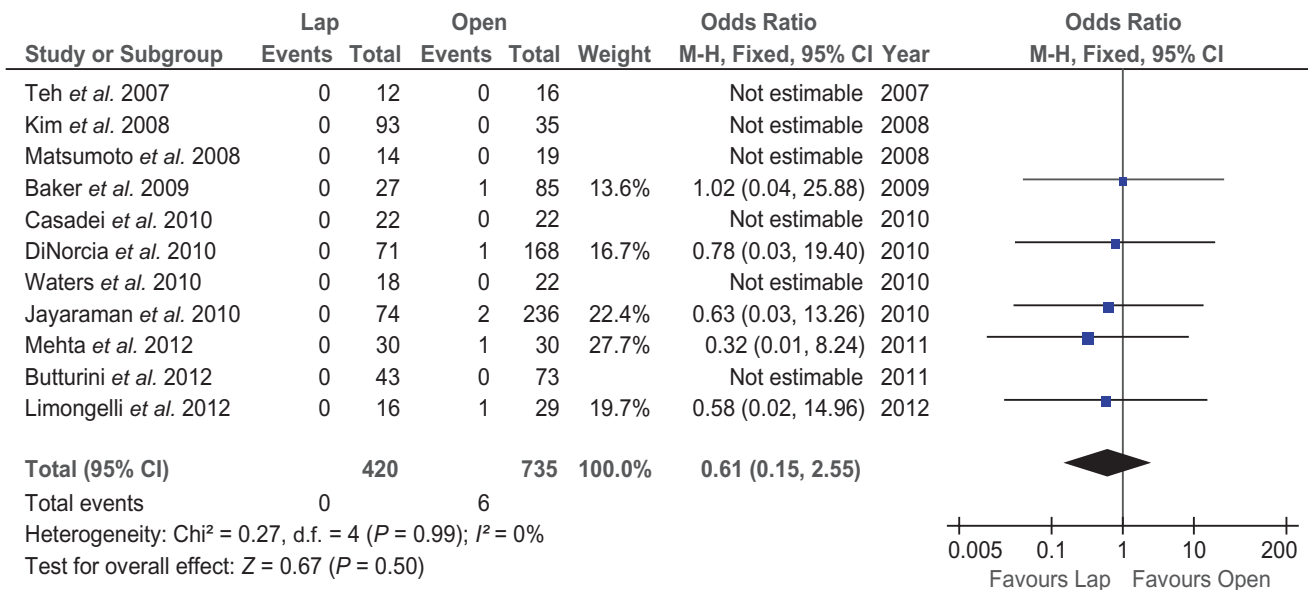 Lap Open Odds Ratio Odds Ratio
Study or Subgroup Events Total Events Total Weight M-H, Fixed, 95% CI Year M-H, Fixed, 95% CI
Teh et al. 2007 0 12 0 16 Not estimable 2007
Kim et al. 2008 0 93 0 35 Not estimable 2008
Matsumoto et al. 2008 0 14 0 19 Not estimable 2008
Baker et al. 2009 0 27 1 85 13.6% 1.02 (0.04, 25.88) 2009
Casadei et al. 2010 0 22 0 22 Not estimable 2010
DiNorcia et al. 2010 0 71 1 168 16.7% 0.78 (0.03, 19.40) 2010
Waters et al. 2010 0 18 0 22 Not estimable 2010
Jayaraman et al. 2010 0 74 2 236 22.4% 0.63 (0.03, 13.26) 2010
Mehta et al. 2012 0 30 1 30 27.7% 0.32 (0.01, 8.24) 2011
Butturini et al. 2012 0 43 0 73 Not estimable 2011
Limongelli et al. 2012 0 16 1 29 19.7% 0.58 (0.02, 14.96) 2012
Total (95% CI) 420 735 100.0% 0.61 (0.15, 2.55)
Total events 0 6
Heterogeneity: Chi² = 0.27, d.f. = 4 (P = 0.99); I² = 0%
Test for overall effect: Z = 0.67 (P = 0.50)
0.005 0.1 1 10 200
Favours Lap Favours Open